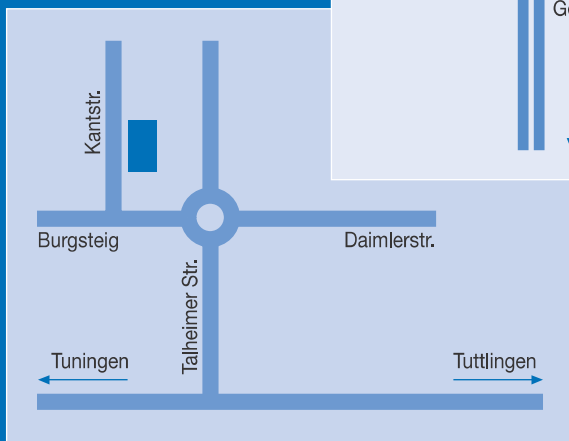 Kantstr.
Burgsteig
Daimlerstr.
Talheimer Str.
Tuningen
Tuttlingen